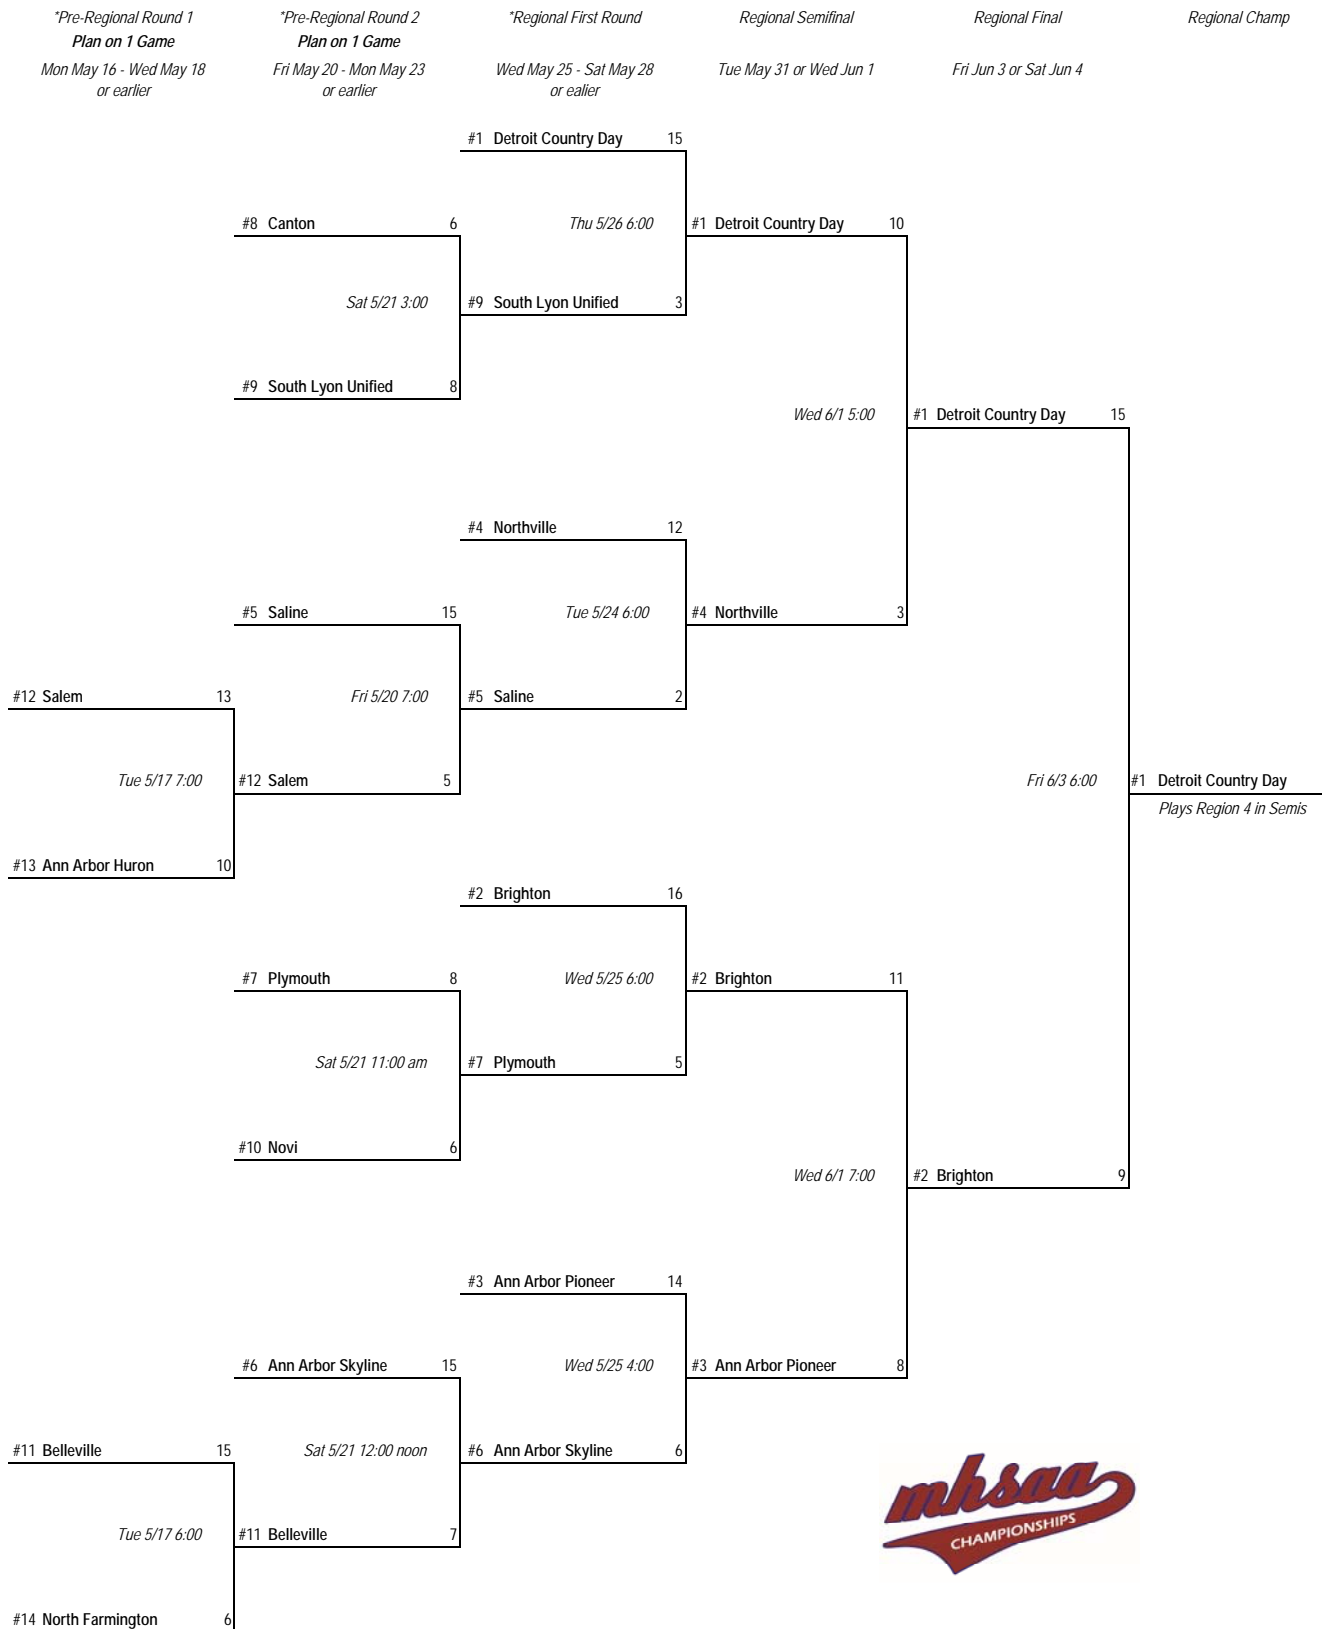 *Pre-Regional Round 1 *Pre-Regional Round 2 *Regional First Round Regional Semifinal Regional Final Regional Champ
Plan on 1 Game Plan on 1 Game
Mon May 16 - Wed May 18 Fri May 20 - Mon May 23 Wed May 25 - Sat May 28 Tue May 31 or Wed Jun 1 Fri Jun 3 or Sat Jun 4
or earlier or earlier or ealier
#1 Detroit Country Day 15
#8 Canton 6 Thu 5/26 6:00 #1 Detroit Country Day 10
Sat 5/21 3:00 #9 South Lyon Unified 3
#9 South Lyon Unified 8
Wed 6/1 5:00 #1 Detroit Country Day 15
#4 Northville 12
#5 Saline 15 Tue 5/24 6:00 #4 Northville 3
#12 Salem 13 Fri 5/20 7:00 #5 Saline 2
Tue 5/17 7:00 #12 Salem 5 Fri 6/3 6:00 #1 Detroit Country Day
Plays Region 4 in Semis
#13 Ann Arbor Huron 10
#2 Brighton 16
#7 Plymouth 8 Wed 5/25 6:00 #2 Brighton 11
Sat 5/21 11:00 am #7 Plymouth 5
#10 Novi 6
Wed 6/1 7:00 #2 Brighton 9
#3 Ann Arbor Pioneer 14
#6 Ann Arbor Skyline 15 Wed 5/25 4:00 #3 Ann Arbor Pioneer 8
#11 Belleville 15 Sat 5/21 12:00 noon #6 Ann Arbor Skyline 6
mhsaa
CHAMPIONSHIPS
Tue 5/17 6:00 #11 Belleville 7
#14 North Farmington 6